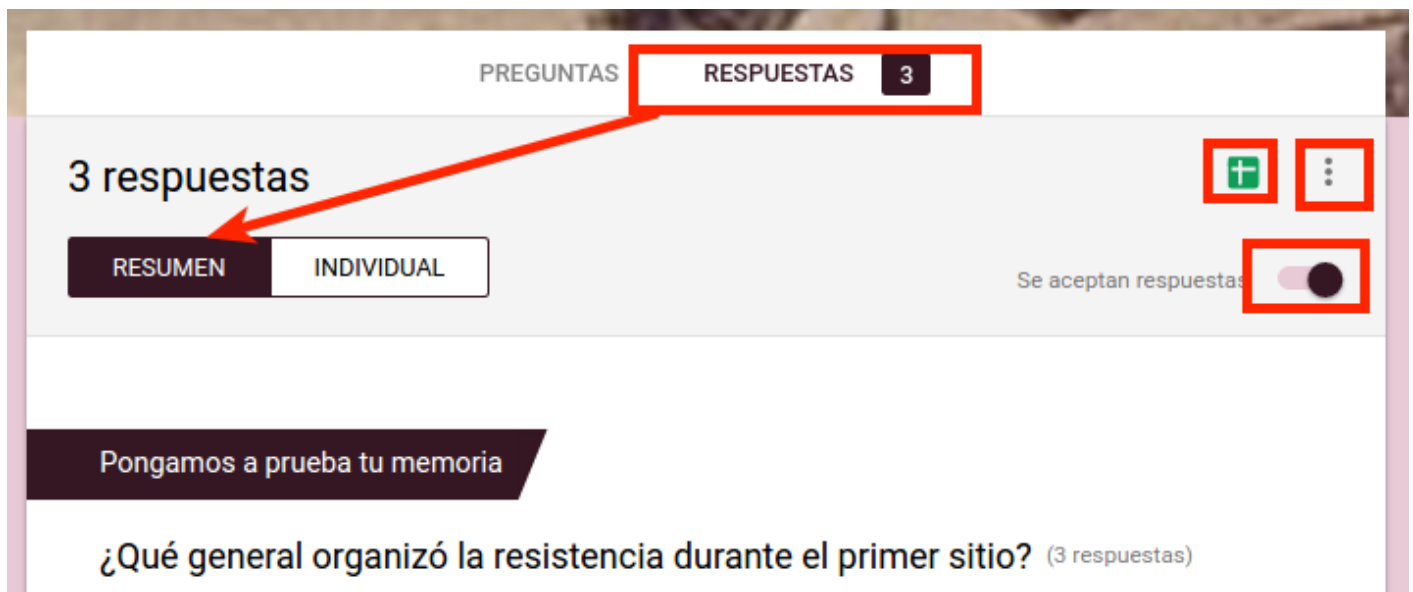 PREGUNTAS RESPUESTAS 3
3 respuestas
RESUMEN INDIVIDUAL
Se aceptan respuestas
Pongamos a prueba tu memoria
¿Qué general organizó la resistencia durante el primer sitio? (3 respuestas)